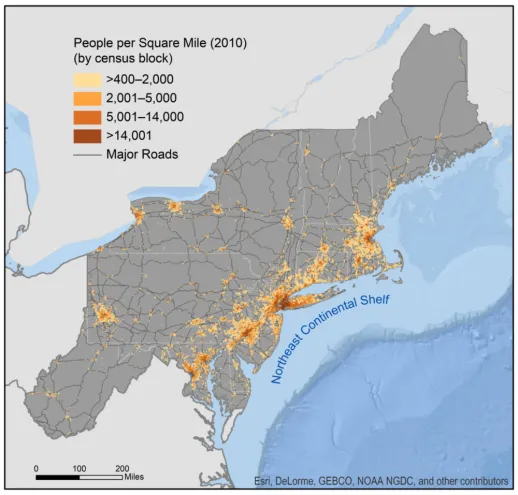 People per Square Mile (2010)
(by census block)
>400–2,000
2,001–5,000
5,001–14,000
>14,001
Major Roads
Northeast Continental Shelf
0 100 200
Miles
Esri, DeLorme, GEBCO, NOAA NGDC, and other contributors